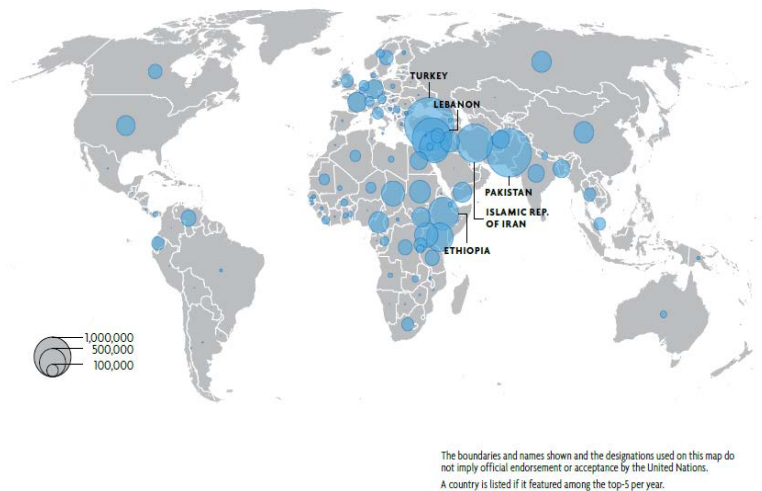 TURKEY
LEBANON
PAKISTAN
ISLAMIC REP.
OF IRAN
ETHIOPIA
1,000,000
500,000
100,000
The boundaries and names shown and the designations used on this map do
not imply official endorsement or acceptance by the United Nations.
A country is listed if it featured among the top-5 per year.